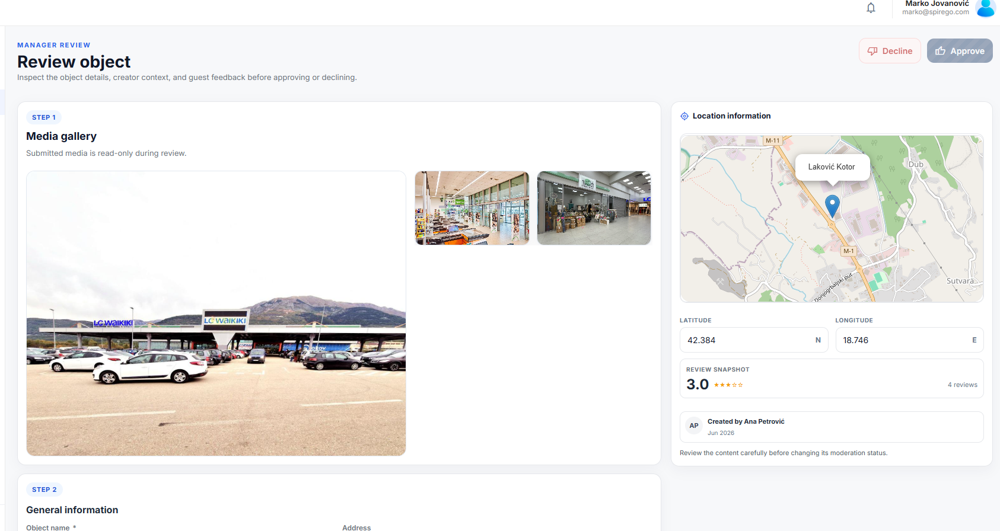 Marko Jovanović
marko@spirego.com
MANAGER REVIEW
Review object
Inspect the object details, creator context, and guest feedback before approving or declining.
Decline
Approve
STEP 1
Media gallery
Submitted media is read-only during review.
LC WAIKIKI
LC WAIKIKI
Location information
M-11
Laković Kotor
Dub
M-1
Donjogrbaljski put
Sutvara
LATITUDE
LONGITUDE
42.384 N
18.746 E
REVIEW SNAPSHOT
3.0 ★★★☆☆
4 reviews
AP
Created by Ana Petrović
Jun 2026
Review the content carefully before changing its moderation status.
STEP 2
General information
Object name *
Address